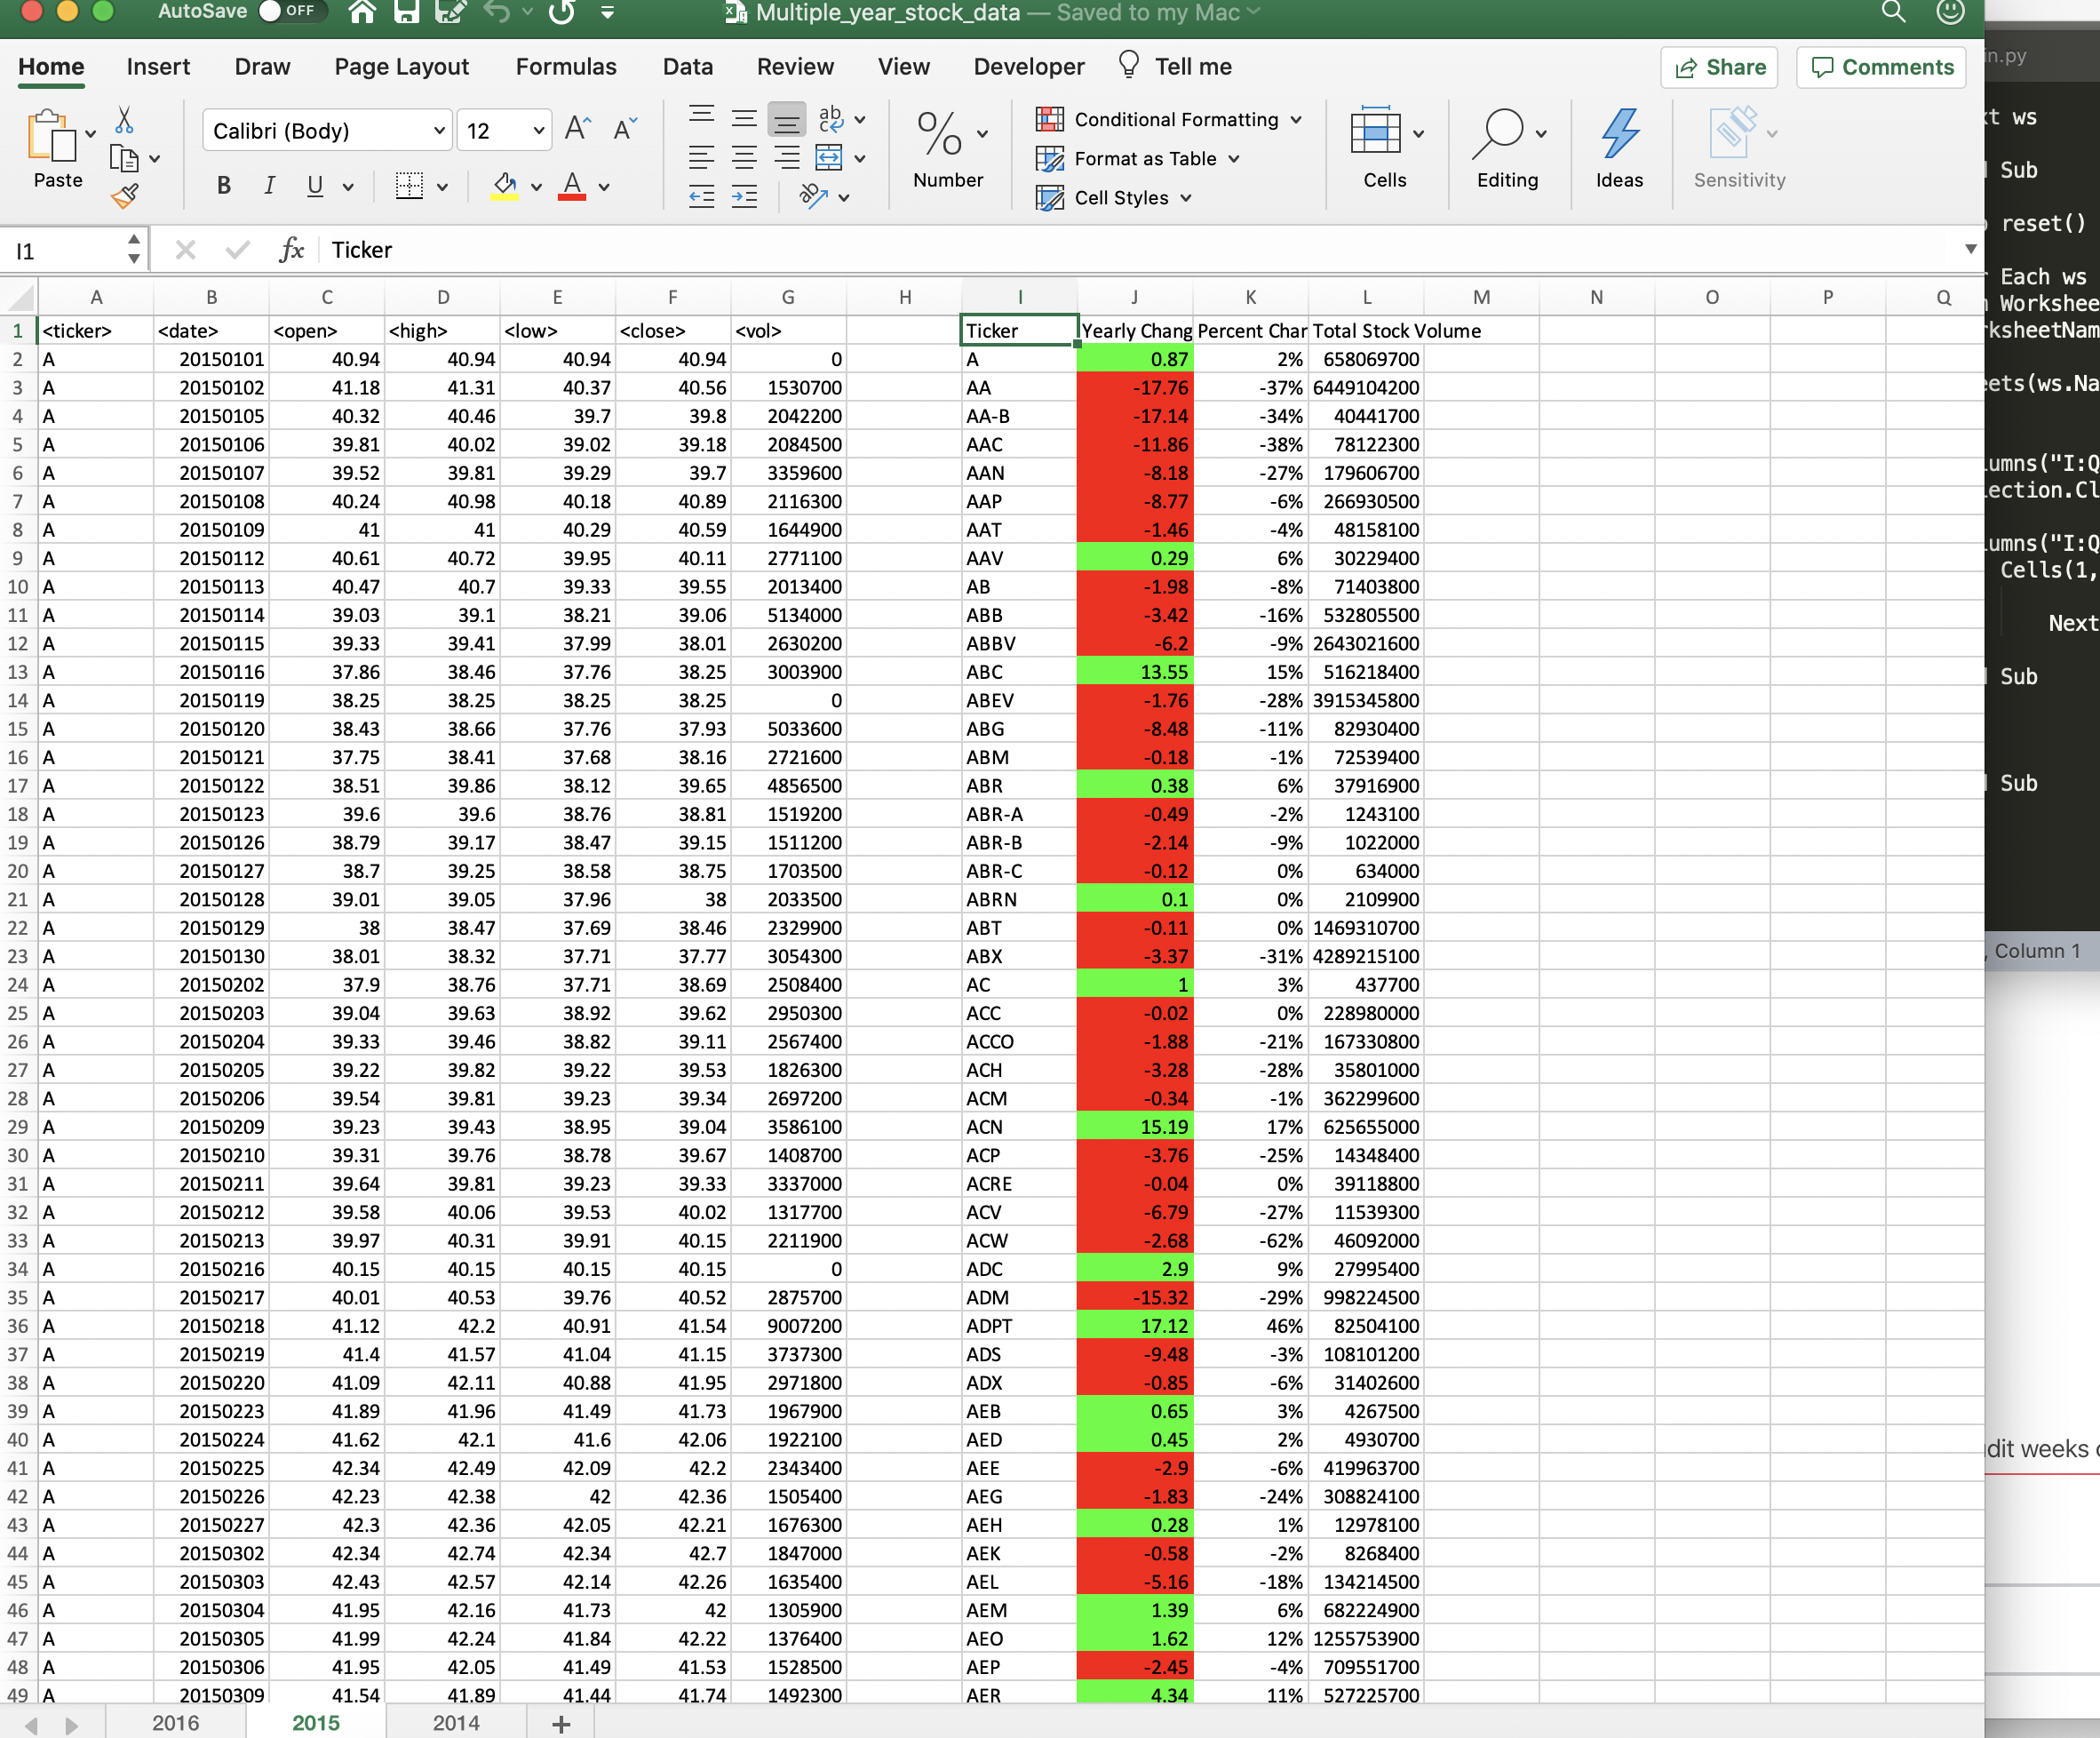 AutoSave OFF Multiple_year_stock_data — Saved to my Mac
Home Insert Draw Page Layout Formulas Data Review View Developer Tell me Share Comments
Paste Calibri (Body) 12 Number Conditional Formatting Format as Table Cell Styles Cells Editing Ideas Sensitivity
I1 fx Ticker
A B C D E F G H I J K L M N O P Q
1 <ticker> <date> <open> <high> <low> <close> <vol> Ticker Yearly Chang Percent Char Total Stock Volume
2 A 20150101 40.94 40.94 40.94 40.94 0 A 0.87 2% 658069700
3 A 20150102 41.18 41.31 40.37 40.56 1530700 AA -17.76 -37% 6449104200
4 A 20150105 40.32 40.46 39.7 39.8 2042200 AA-B -17.14 -34% 40441700
5 A 20150106 39.81 40.02 39.02 39.18 2084500 AAC -11.86 -38% 78122300
6 A 20150107 39.52 39.81 39.29 39.7 3359600 AAN -8.18 -27% 179606700
7 A 20150108 40.24 40.98 40.18 40.89 2116300 AAP -8.77 -6% 266930500
8 A 20150109 41 41 40.29 40.59 1644900 AAT -1.46 -4% 48158100
9 A 20150112 40.61 40.72 39.95 40.11 2771100 AAV 0.29 6% 30229400
10 A 20150113 40.47 40.7 39.33 39.55 2013400 AB -1.98 -8% 71403800
11 A 20150114 39.03 39.1 38.21 39.06 5134000 ABB -3.42 -16% 532805500
12 A 20150115 39.33 39.41 37.99 38.01 2630200 ABBV -6.2 -9% 2643021600
13 A 20150116 37.86 38.46 37.76 38.25 3003900 ABC 13.55 15% 516218400
14 A 20150119 38.25 38.25 38.25 38.25 0 ABEV -1.76 -28% 3915345800
15 A 20150120 38.43 38.66 37.76 37.93 5033600 ABG -8.48 -11% 82930400
16 A 20150121 37.75 38.41 37.68 38.16 2721600 ABM -0.18 -1% 72539400
17 A 20150122 38.51 39.86 38.12 39.65 4856500 ABR 0.38 6% 37916900
18 A 20150123 39.6 39.6 38.76 38.81 1519200 ABR-A -0.49 -2% 1243100
19 A 20150126 38.79 39.17 38.47 39.15 1511200 ABR-B -2.14 -9% 1022000
20 A 20150127 38.7 39.25 38.58 38.75 1703500 ABR-C -0.12 0% 634000
21 A 20150128 39.01 39.05 37.96 38 2033500 ABRN 0.1 0% 2109900
22 A 20150129 38 38.47 37.69 38.46 2329900 ABT -0.11 0% 1469310700
23 A 20150130 38.01 38.32 37.71 37.77 3054300 ABX -3.37 -31% 4289215100
24 A 20150202 37.9 38.76 37.71 38.69 2508400 AC 1 3% 437700
25 A 20150203 39.04 39.63 38.92 39.62 2950300 ACC -0.02 0% 228980000
26 A 20150204 39.33 39.46 38.82 39.11 2567400 ACCO -1.88 -21% 167330800
27 A 20150205 39.22 39.82 39.22 39.53 1826300 ACH -3.28 -28% 35801000
28 A 20150206 39.54 39.81 39.23 39.34 2697200 ACM -0.34 -1% 362299600
29 A 20150209 39.23 39.43 38.95 39.04 3586100 ACN 15.19 17% 625655000
30 A 20150210 39.31 39.76 38.78 39.67 1408700 ACP -3.76 -25% 14348400
31 A 20150211 39.64 39.81 39.23 39.33 3337000 ACRE -0.04 0% 39118800
32 A 20150212 39.58 40.06 39.53 40.02 1317700 ACV -6.79 -27% 11539300
33 A 20150213 39.97 40.31 39.91 40.15 2211900 ACW -2.68 -62% 46092000
34 A 20150216 40.15 40.15 40.15 40.15 0 ADC 2.9 9% 27995400
35 A 20150217 40.01 40.53 39.76 40.52 2875700 ADM -15.32 -29% 998224500
36 A 20150218 41.12 42.2 40.91 41.54 9007200 ADPT 17.12 46% 82504100
37 A 20150219 41.4 41.57 41.04 41.15 3737300 ADS -9.48 -3% 108101200
38 A 20150220 41.09 42.11 40.88 41.95 2971800 ADX -0.85 -6% 31402600
39 A 20150223 41.89 41.96 41.49 41.73 1967900 AEB 0.65 3% 4267500
40 A 20150224 41.62 42.1 41.6 42.06 1922100 AED 0.45 2% 4930700
41 A 20150225 42.34 42.49 42.09 42.2 2343400 AEE -2.9 -6% 419963700
42 A 20150226 42.23 42.38 42 42.36 1505400 AEG -1.83 -24% 308824100
43 A 20150227 42.3 42.36 42.05 42.21 1676300 AEH 0.28 1% 12978100
44 A 20150302 42.34 42.74 42.34 42.7 1847000 AEK -0.58 -2% 8268400
45 A 20150303 42.43 42.57 42.14 42.26 1635400 AEL -5.16 -18% 134214500
46 A 20150304 41.95 42.16 41.73 42 1305900 AEM 1.39 6% 682224900
47 A 20150305 41.99 42.24 41.84 42.22 1376400 AEO 1.62 12% 1255753900
48 A 20150306 41.95 42.05 41.49 41.53 1528500 AEP -2.45 -4% 709551700
49 A 20150309 41.54 41.89 41.44 41.74 1492300 AER 4.34 11% 527225700
2016 2015 2014 +
in.py
xt ws
Sub
reset()
Each ws
Workshee
rksheetNam
eets(ws.Na
umns("I:Q
ection.Cl
umns("I:Q
Cells(1,
Next
Sub
Sub
, Column 1
dit weeks